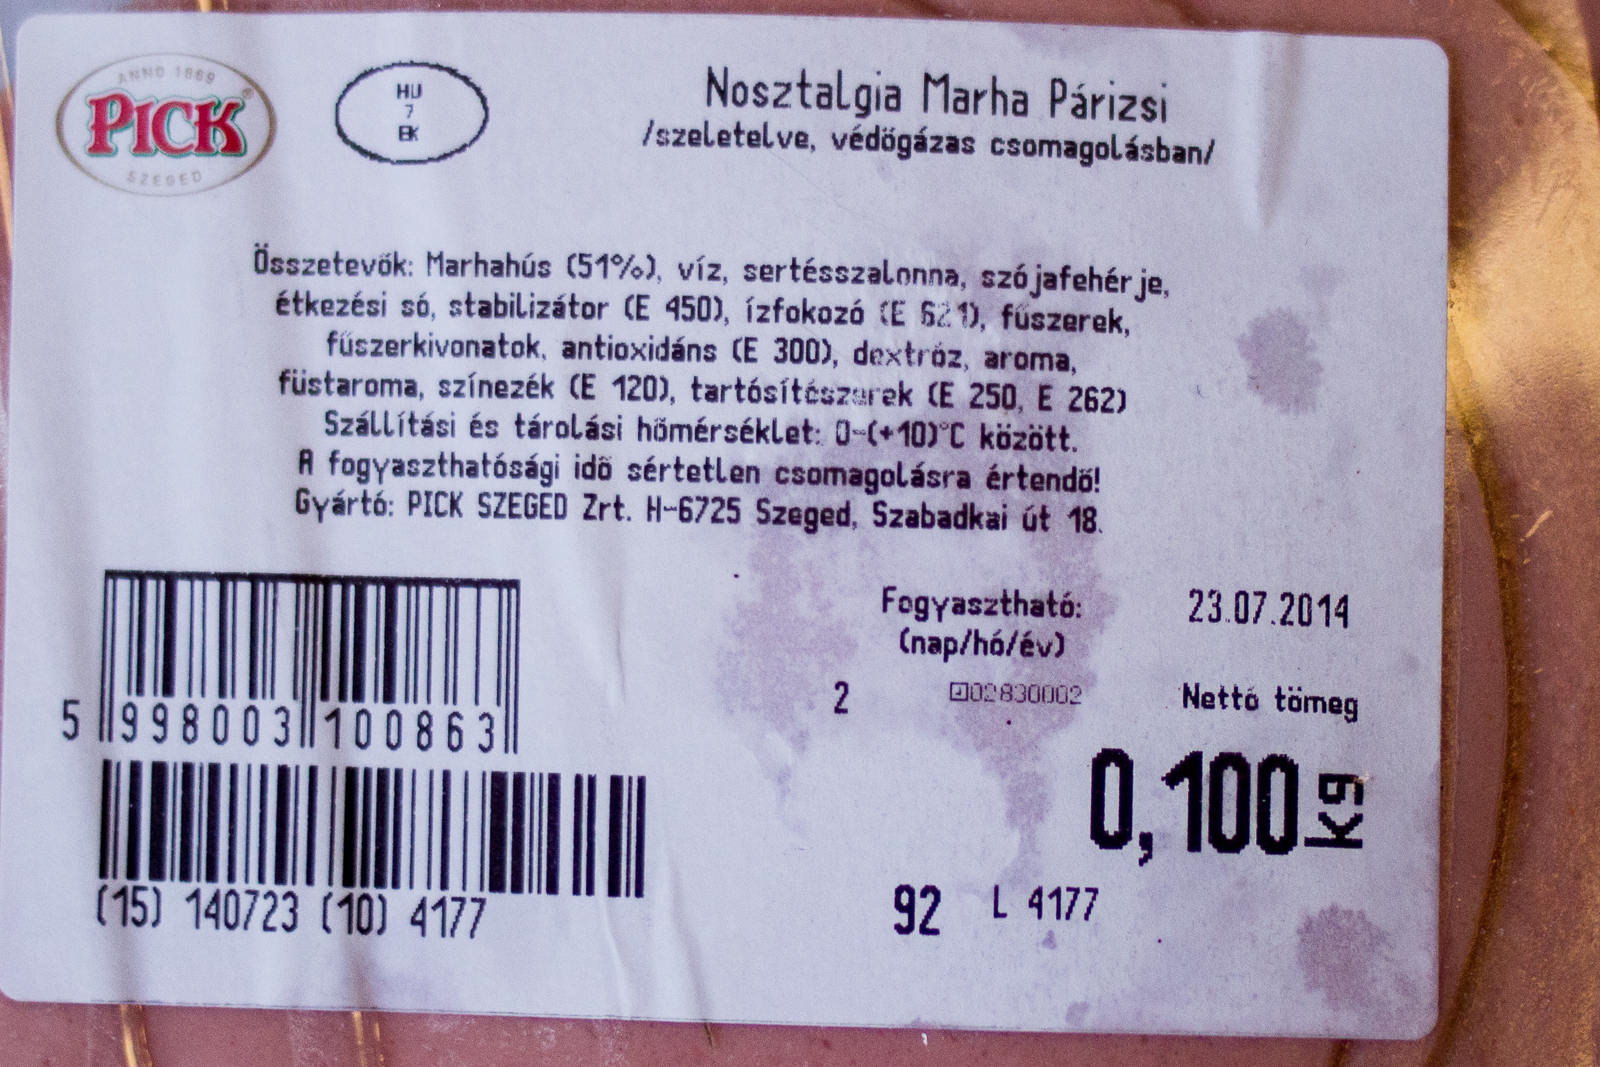 ANNO 1869
PICK®
SZEGED
HU
7
EK
Nosztalgia Marha Párizsi
/szeletelve, védőgázas csomagolásban/
Összetevők: Marhahús (51%), víz, sertésszalonna, szójafehérje,
étkezési só, stabilizátor (E 450), ízfokozó (E 621), fűszerek,
fűszerkivonatok, antioxidáns (E 300), dextróz, aroma,
füstaroma, színezék (E 120), tartósítószerek (E 250, E 262)
Szállítási és tárolási hőmérséklet: 0-(+10)°C között.
A fogyaszthatósági idő sértetlen csomagolásra értendő!
Gyártó: PICK SZEGED Zrt. H-6725 Szeged, Szabadkai út 18.
5 998003 100863
(15) 140723 (10) 4177
Fogyasztható: 23.07.2014
(nap/hó/év)
2 02830002 Nettó tömeg
0,100 kg
92 L 4177